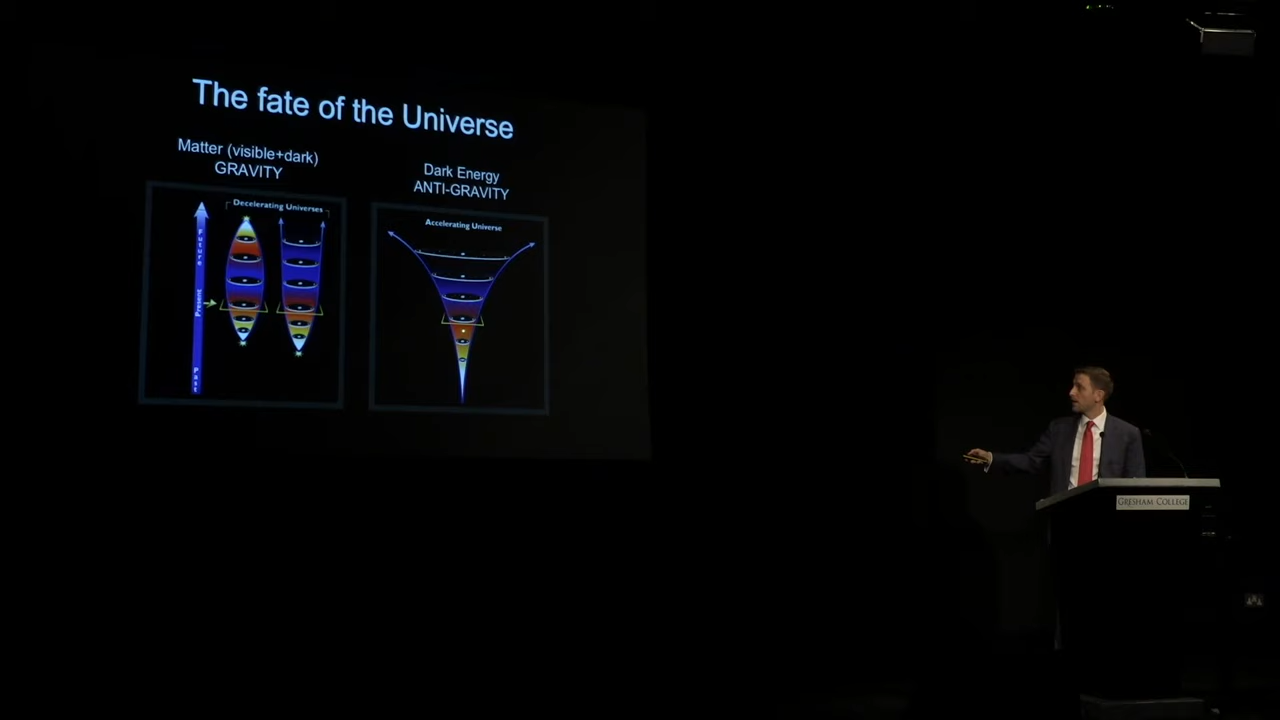 The fate of the Universe
Matter (visible+dark)
GRAVITY
Decelerating Universes
Future
Present
Past
Dark Energy
ANTI-GRAVITY
Accelerating Universe
GRESHAM COLLEGE